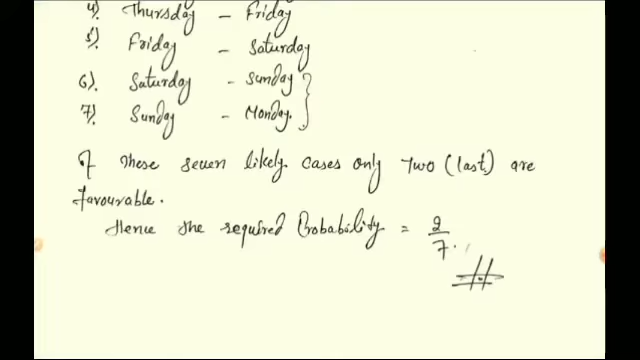 4). Thursday - Friday
5). Friday - Saturday
6). Saturday - Sunday
7). Sunday - Monday.
Of these seven likely cases only two (last) are
favourable.
Hence the required Probability = 2/7.